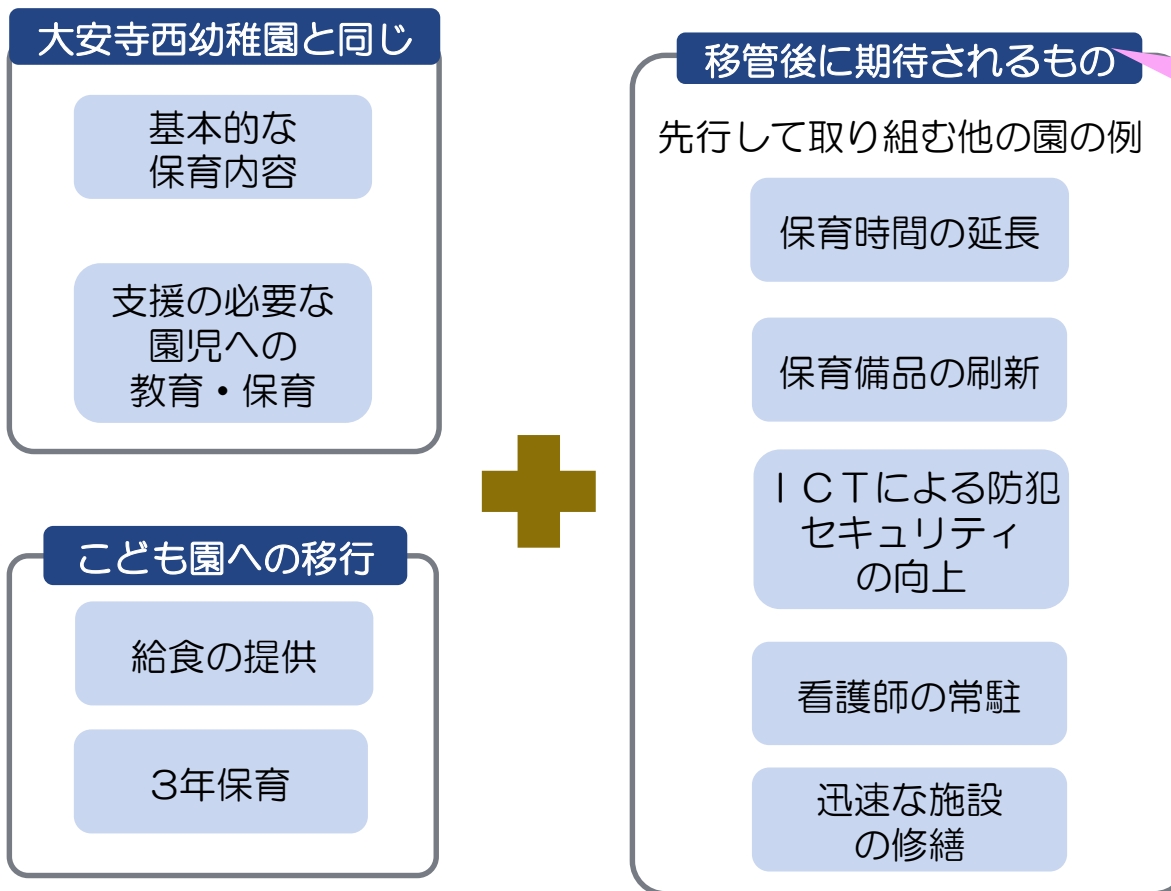 大安寺西幼稚園と同じ
基本的な
保育内容
支援の必要な
園児への
教育・保育
こども園への移行
給食の提供
3年保育
移管後に期待されるもの
先行して取り組む他の園の例
保育時間の延長
保育備品の刷新
ＩＣＴによる防犯
セキュリティ
の向上
看護師の常駐
迅速な施設
の修繕